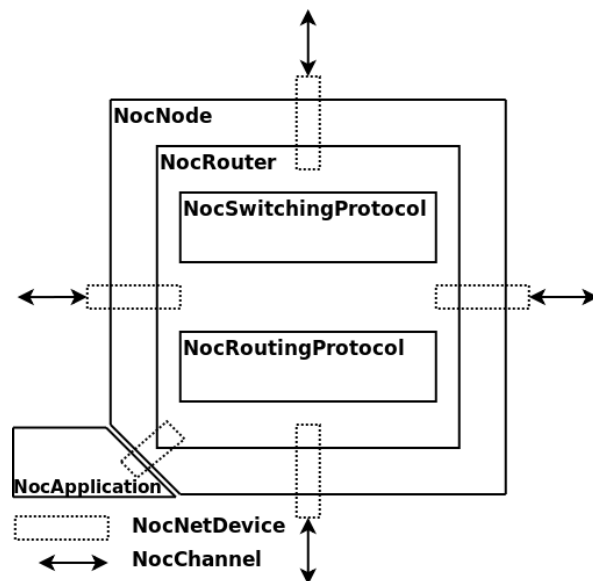 NocNode
NocRouter
NocSwitchingProtocol
NocRoutingProtocol
NocApplication
NocNetDevice
NocChannel